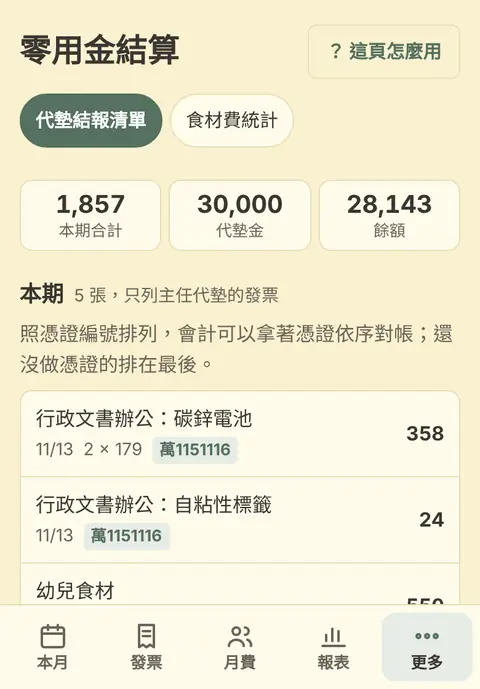 零用金結算
? 這頁怎麼用
代墊結報清單
食材費統計
1,857
本期合計
30,000
代墊金
28,143
餘額
本期 5 張，只列主任代墊的發票
照憑證編號排列，會計可以拿著憑證依序對帳；還
沒做憑證的排在最後。
行政文書辦公：碳鋅電池
358
11/13 2 × 179 萬1151116
行政文書辦公：自粘性標籤
24
11/13 萬1151116
幼兒食材
550
本月
發票
月費
報表
更多